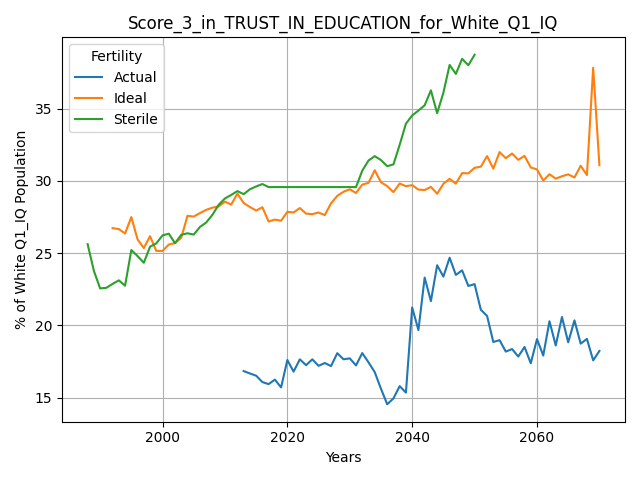 Score_3_in_TRUST_IN_EDUCATION_for_White_Q1_IQ
Fertility
Actual
Ideal
Sterile
% of White Q1_IQ Population
35
30
25
20
15
2000
2020
2040
2060
Years